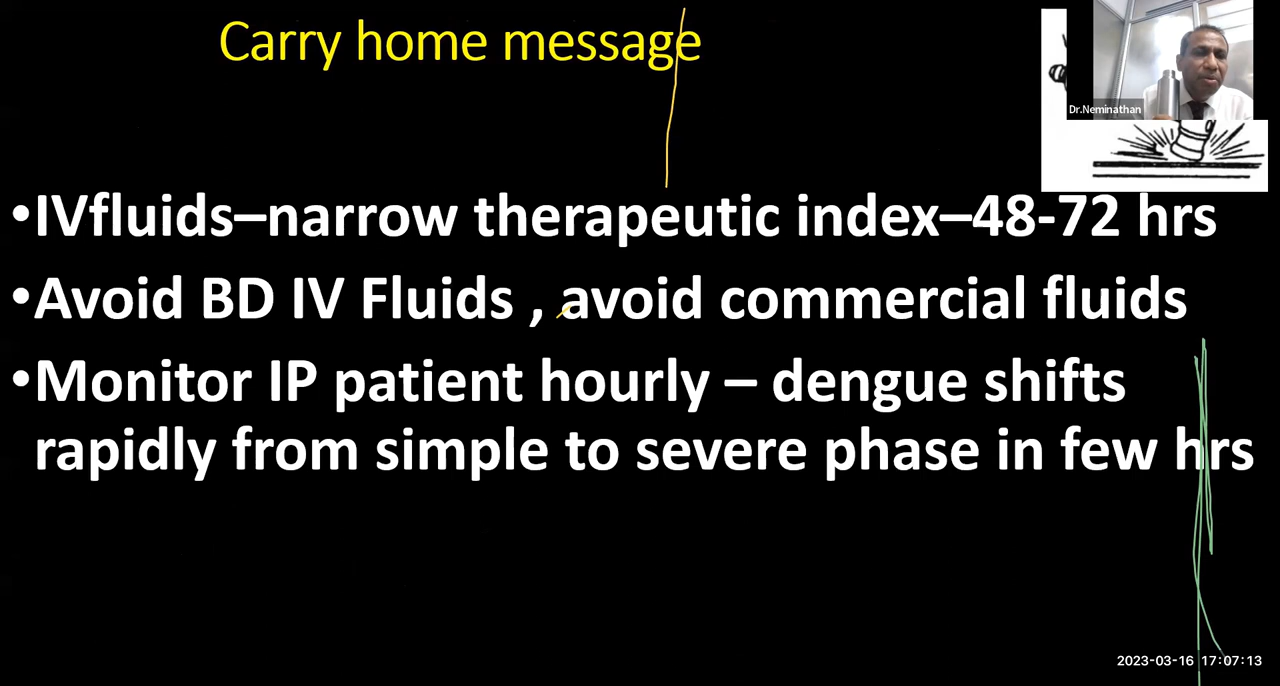 Carry home message
Dr.Neminathan
•IVfluids–narrow therapeutic index–48-72 hrs
•Avoid BD IV Fluids , avoid commercial fluids
•Monitor IP patient hourly – dengue shifts
rapidly from simple to severe phase in few hrs
2023-03-16 17:07:13